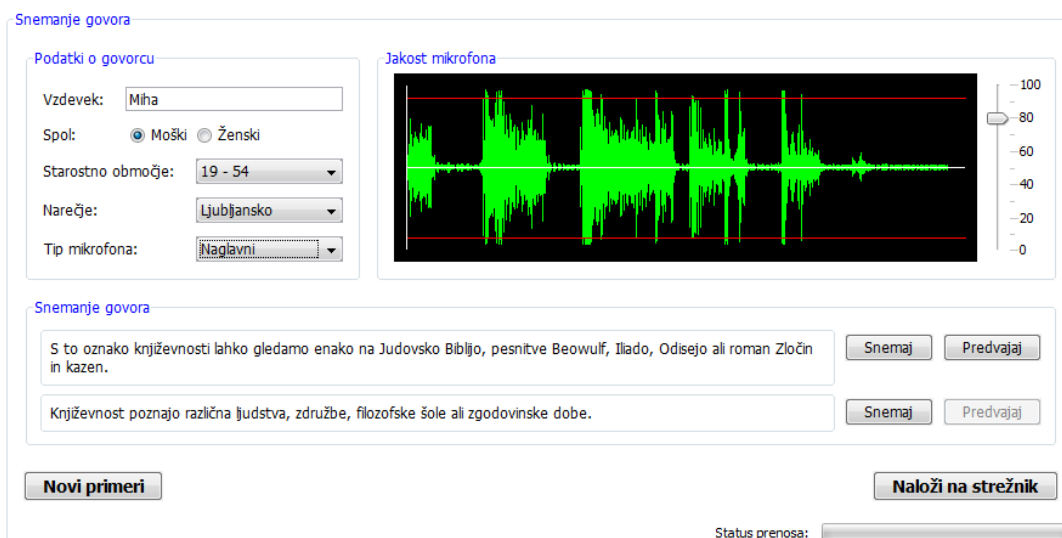 Snemanje govora
Podatki o govorcu
Vzdevek: Miha
Spol: Moški Ženski
Starostno območje: 19 - 54
Narečje: Ljubljansko
Tip mikrofona: Naglavni
Jakost mikrofona
100
80
60
40
20
0
Snemanje govora
S to oznako književnosti lahko gledamo enako na Judovsko Biblijo, pesnitve Beowulf, Iliado, Odisejo ali roman Zločin
in kazen.
Snemaj Predvajaj
Književnost poznajo različna ljudstva, združbe, filozofske šole ali zgodovinske dobe.
Snemaj Predvajaj
Novi primeri
Naloži na strežnik
Status prenosa: